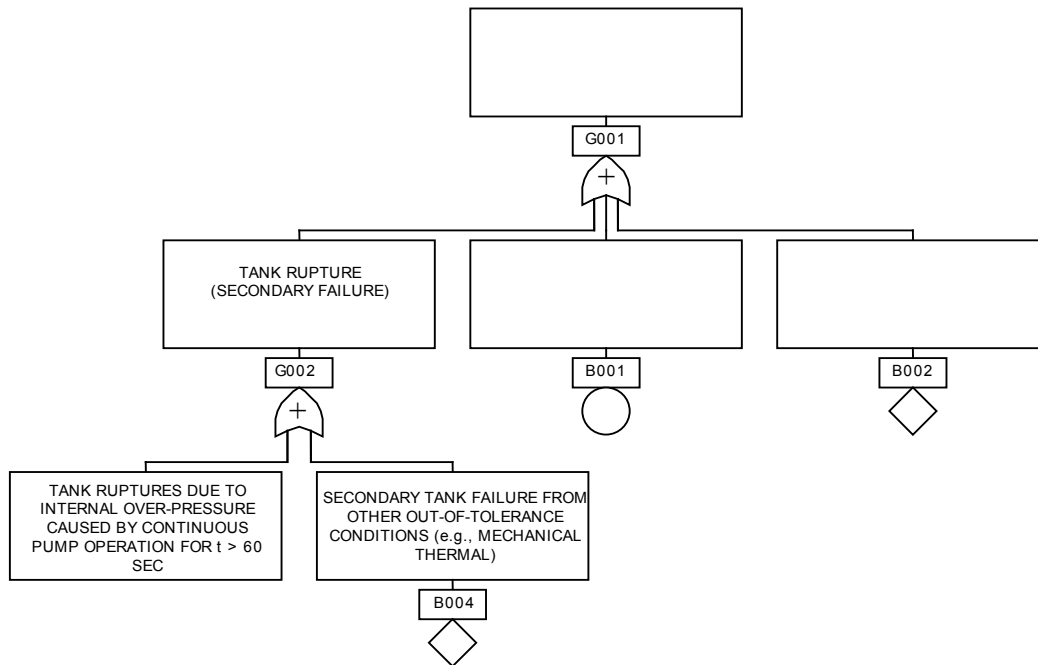 G001
+
TANK RUPTURE
(SECONDARY FAILURE)
G002
B001
B002
+
TANK RUPTURES DUE TO
INTERNAL OVER-PRESSURE
CAUSED BY CONTINUOUS
PUMP OPERATION FOR t > 60
SEC
SECONDARY TANK FAILURE FROM
OTHER OUT-OF-TOLERANCE
CONDITIONS (e.g., MECHANICAL
THERMAL)
B004